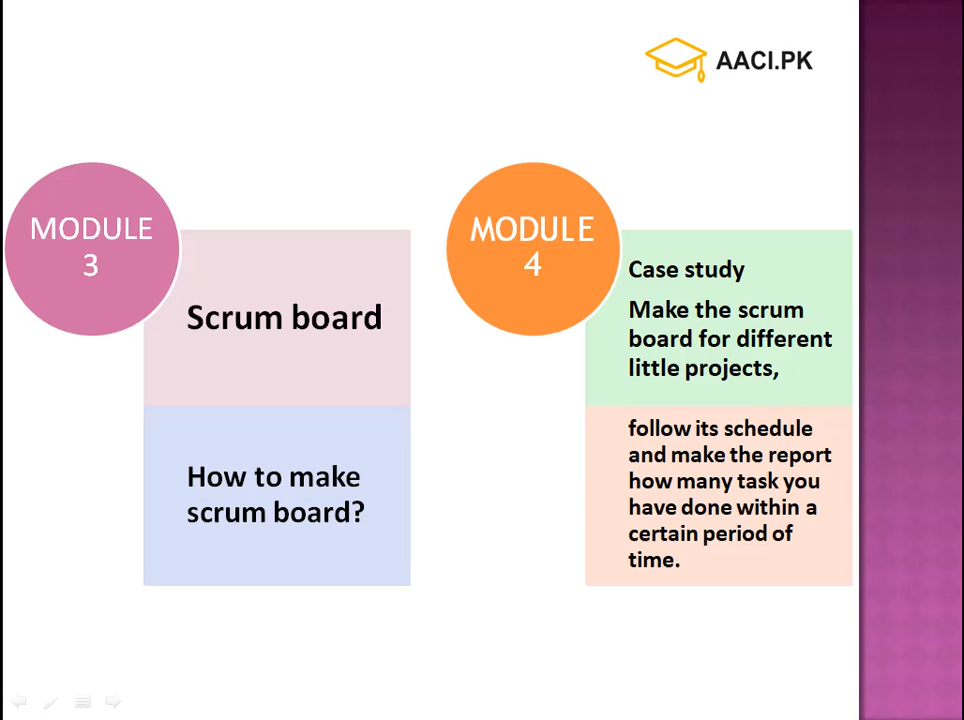 AACI.PK
MODULE
3
Scrum board
How to make
scrum board?
MODULE
4
Case study
Make the scrum
board for different
little projects,
follow its schedule
and make the report
how many task you
have done within a
certain period of
time.